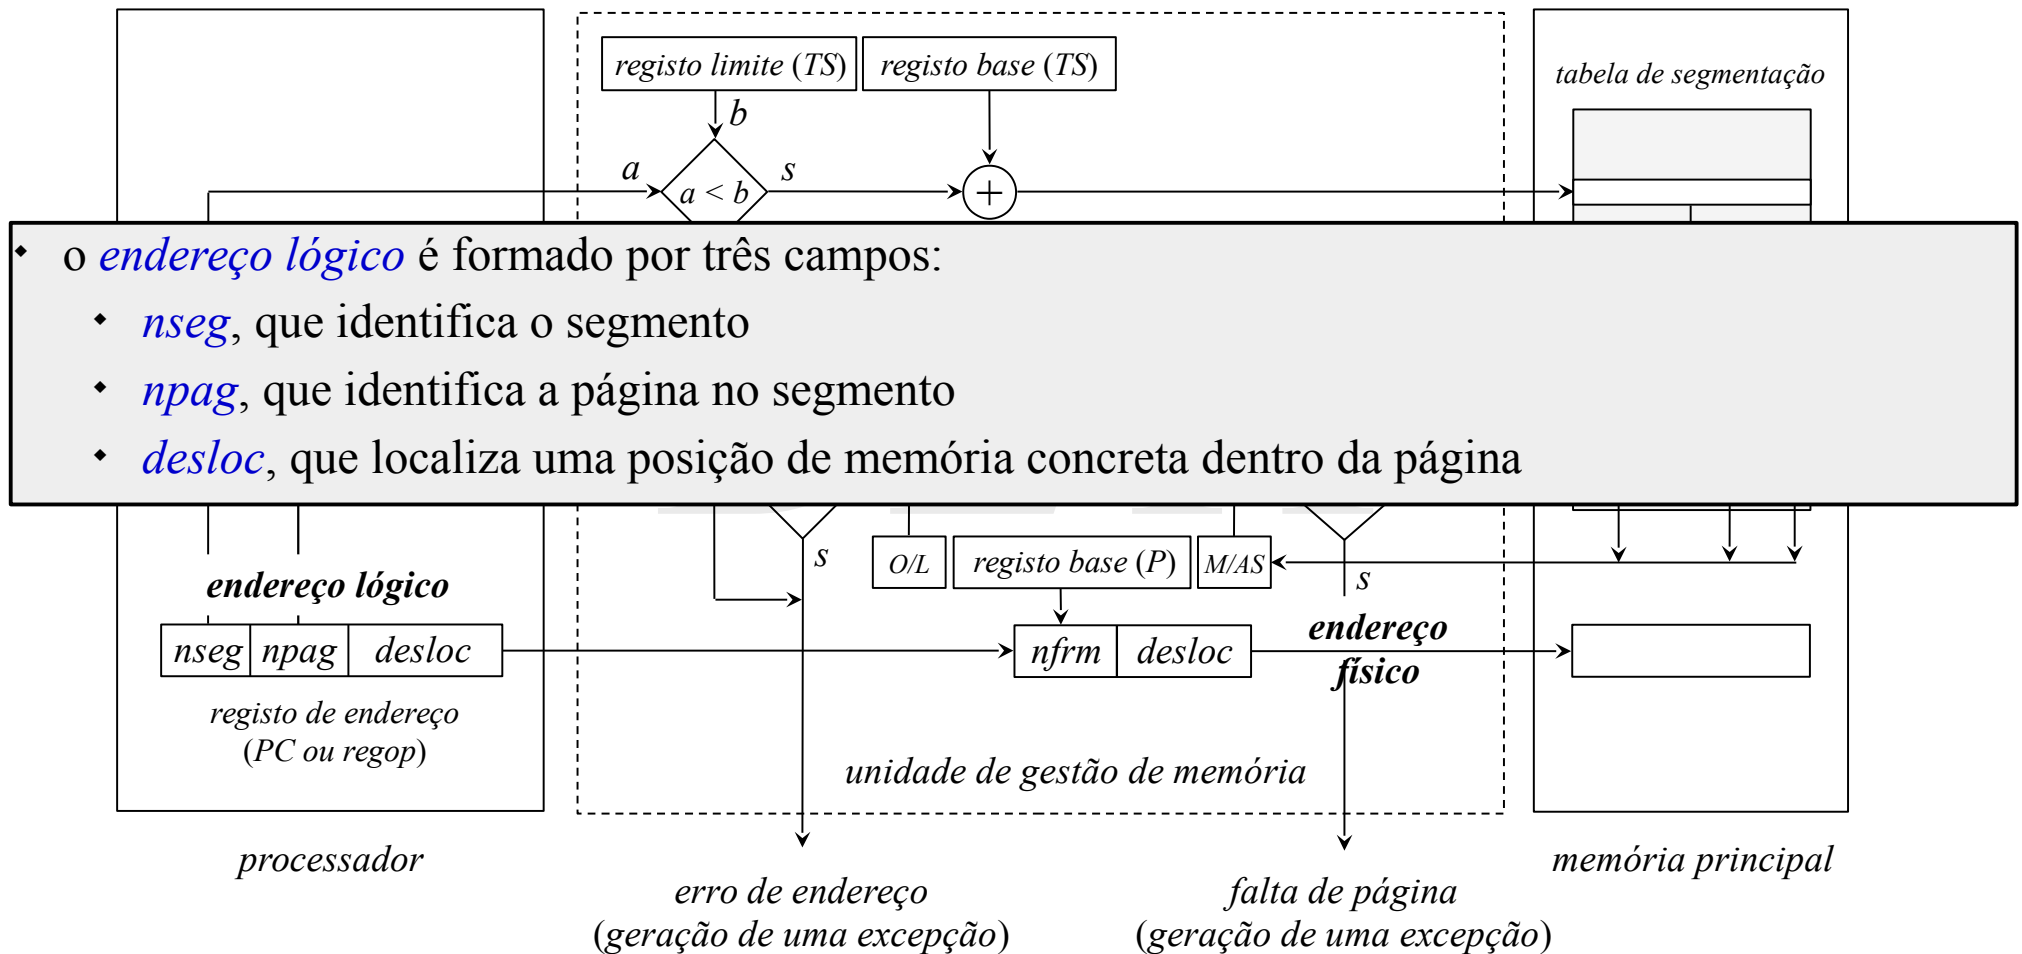 registo limite (TS)
registo base (TS)
tabela de segmentação
b
a
a < b
s
+
o endereço lógico é formado por três campos:
nseg, que identifica o segmento
npag, que identifica a página no segmento
desloc, que localiza uma posição de memória concreta dentro da página
s
O/L
registo base (P)
M/AS
s
endereço lógico
nseg npag desloc
nfrm desloc
endereço
físico
registo de endereço
(PC ou regop)
unidade de gestão de memória
processador
memória principal
erro de endereço
(geração de uma excepção)
falta de página
(geração de uma excepção)